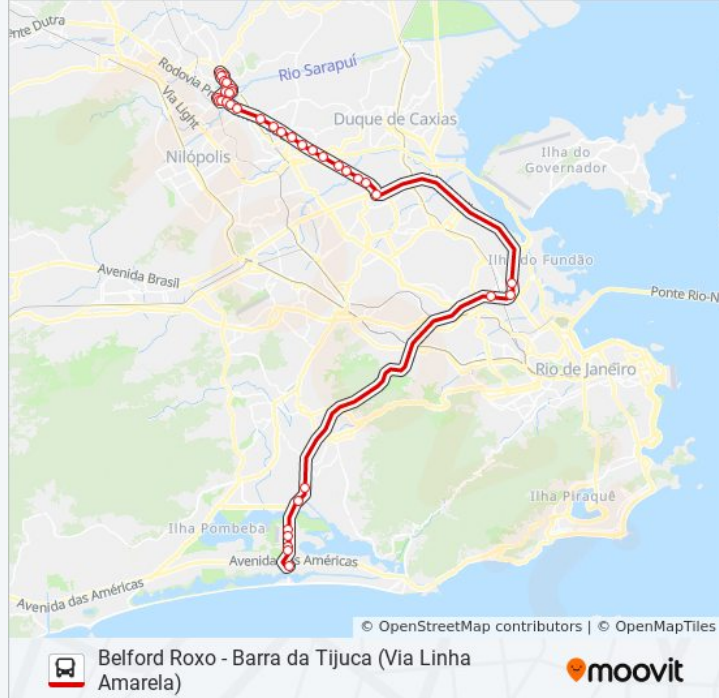 ente Dutra
Rodovia Pre
Rio Sarapuí
Via Light
Duque de Caxias
Nilópolis
Ilha do
Governador
Avenida Brasil
Ilha do Fundão
Ponte Rio-N
Rio de Janeiro
Ilha Piraquê
Ilha Pombeba
Avenida das Américas
Avenida das Américas
© OpenStreetMap contributors | © OpenMapTiles
Belford Roxo - Barra da Tijuca (Via Linha
Amarela)
moovit